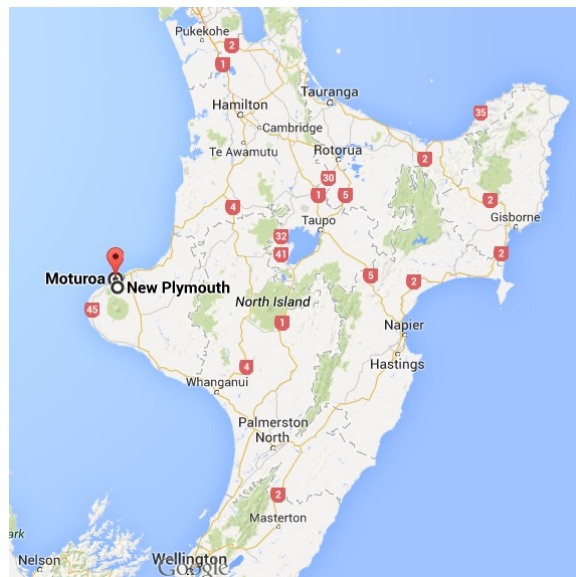 Pukekohe
2
1
Tauranga
Hamilton
35
Cambridge
Te Awamutu
Rotorua
2
30
1
5
2
4
Taupo
Gisborne
32
41
2
Moturoa
New Plymouth
5
2
45
North Island
1
Napier
Hastings
4
Whanganui
Palmerston
North
2
Masterton
ark
Nelson
Wellington
Google